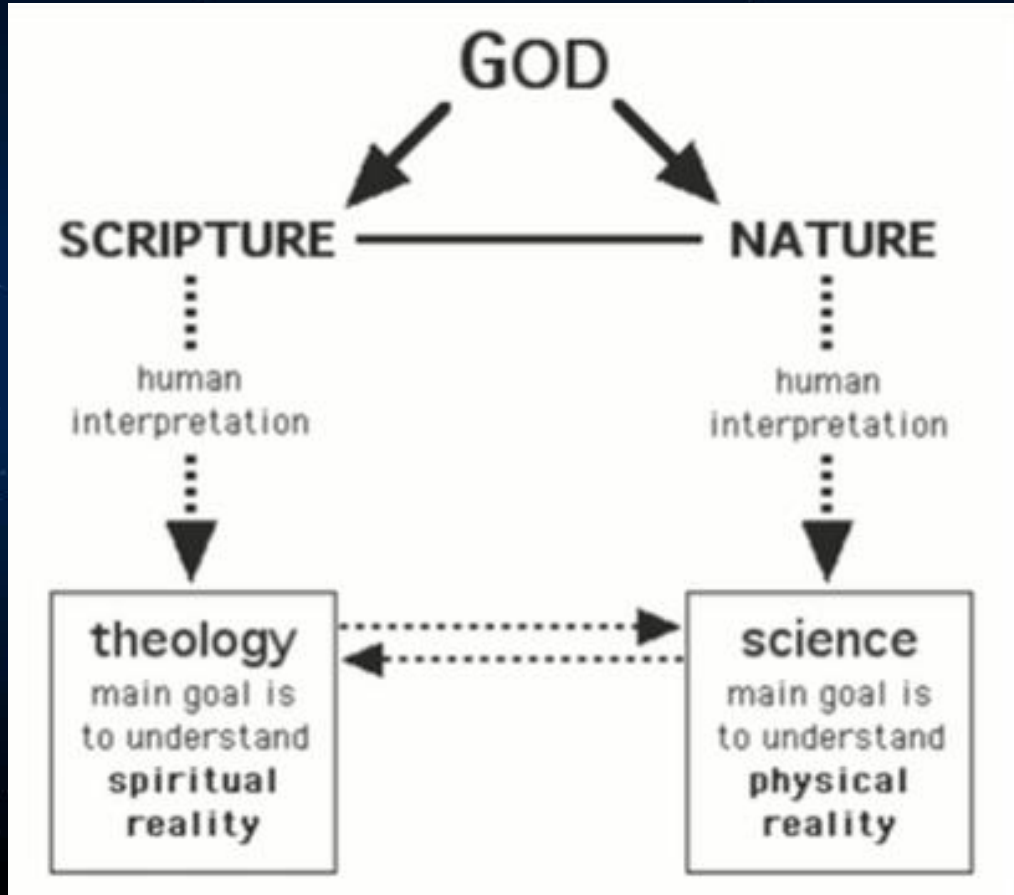 GOD
SCRIPTURE NATURE
human
interpretation
human
interpretation
theology
main goal is
to understand
spiritual
reality
science
main goal is
to understand
physical
reality